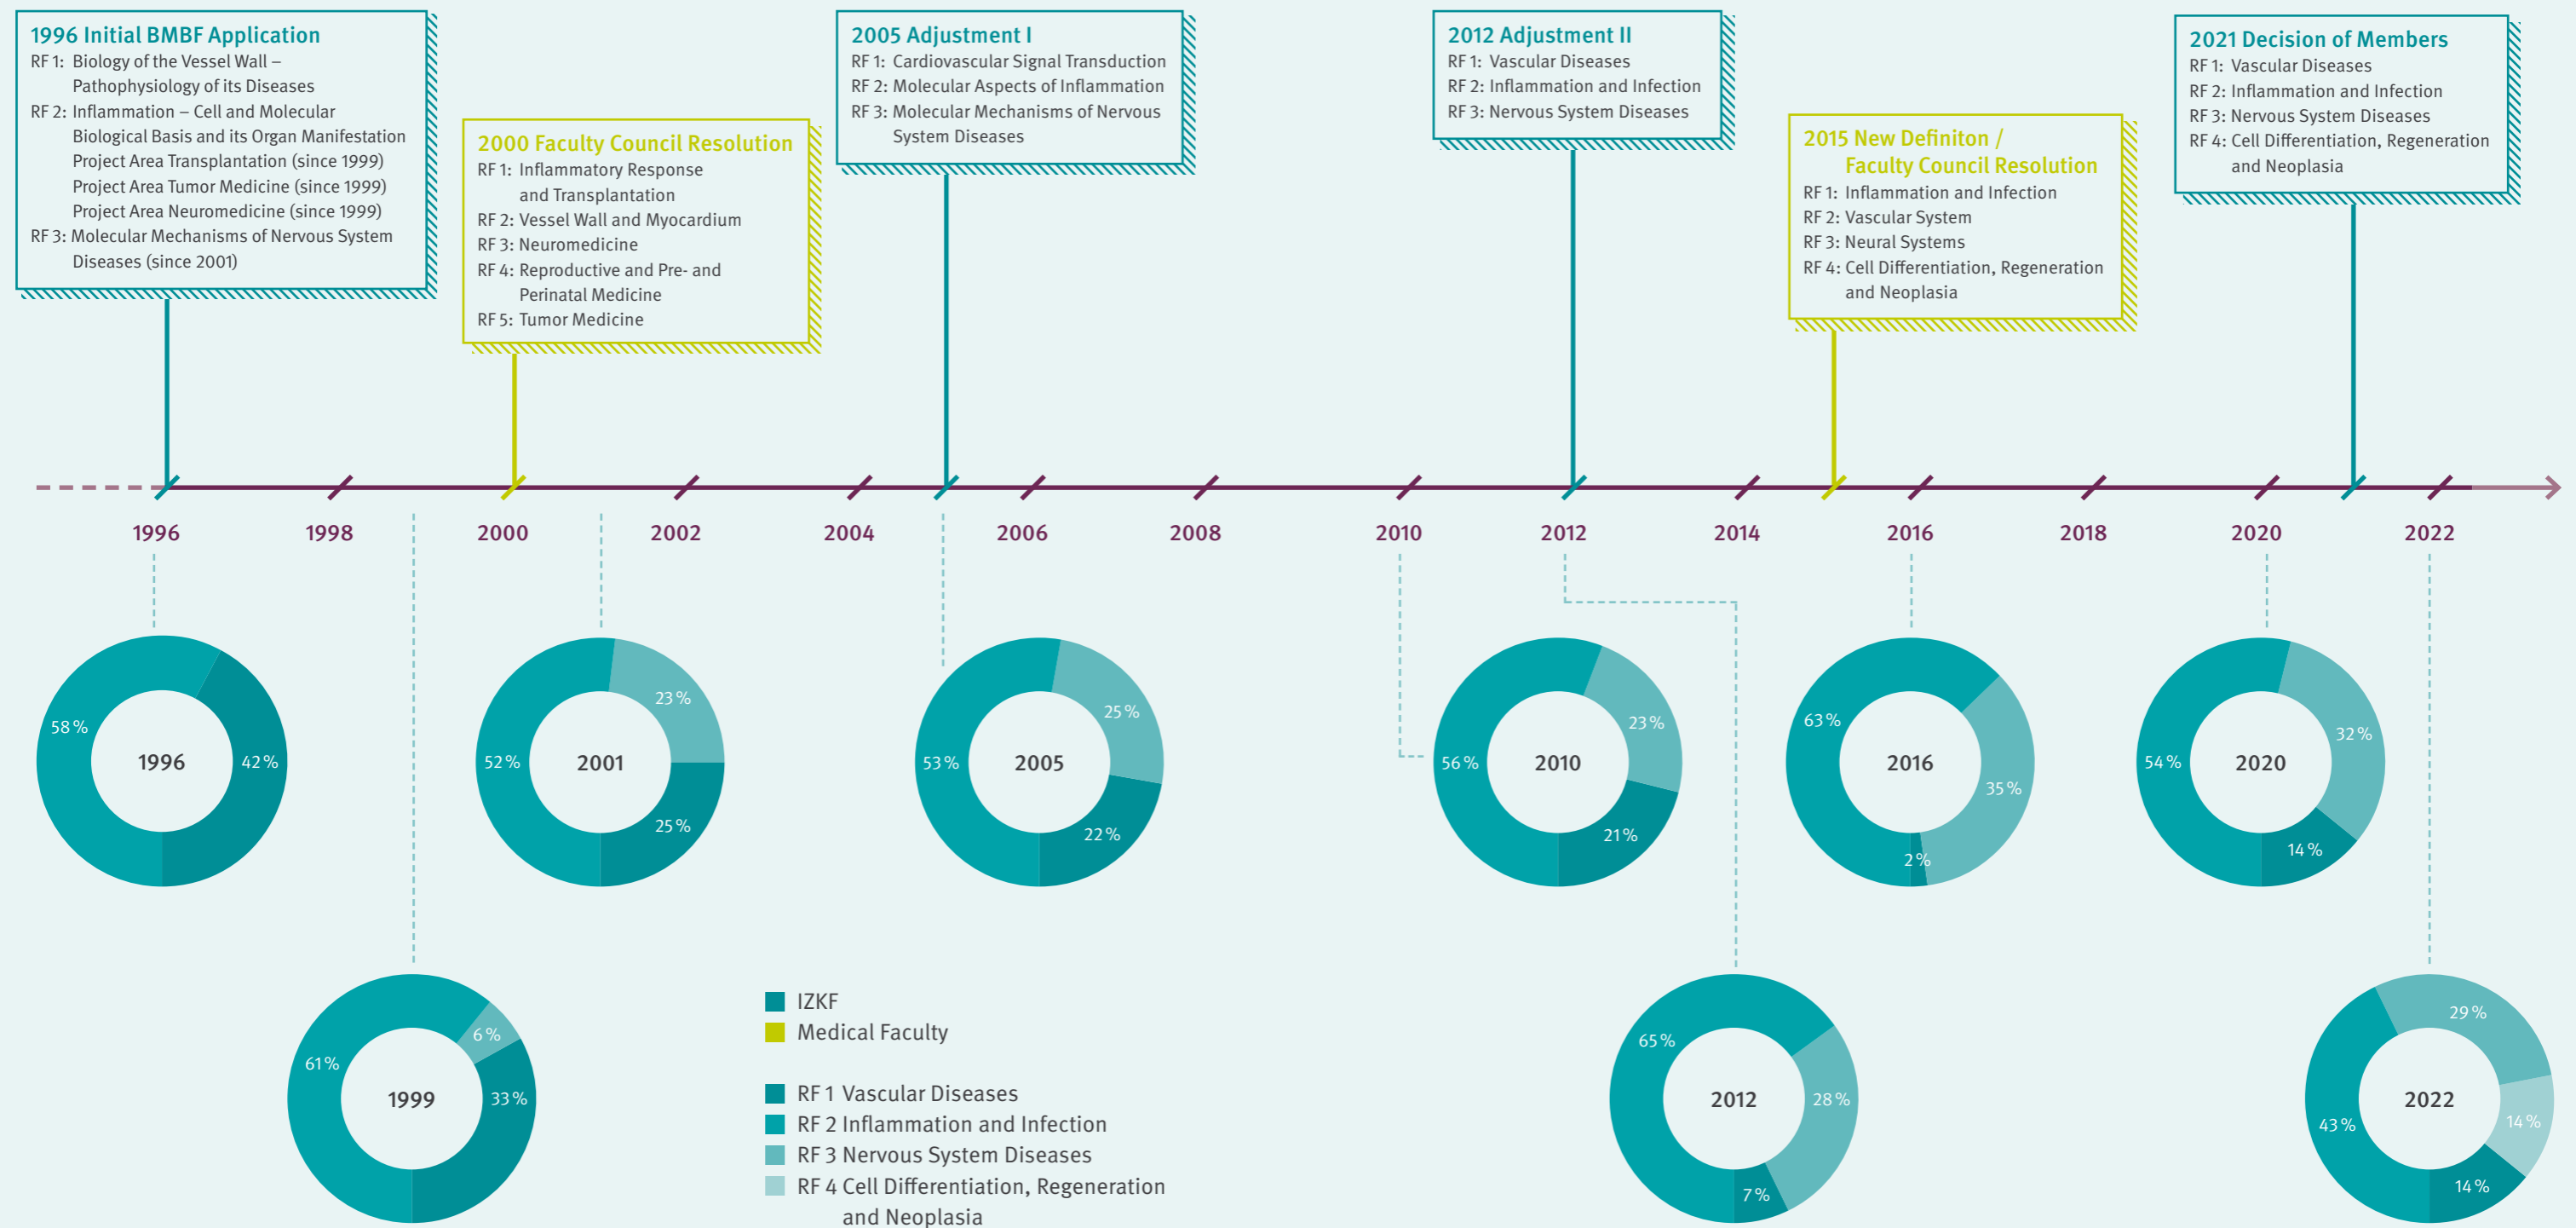 1996 Initial BMBF Application
RF 1: Biology of the Vessel Wall –
Pathophysiology of its Diseases
RF 2: Inflammation – Cell and Molecular
Biological Basis and its Organ Manifestation
Project Area Transplantation (since 1999)
Project Area Tumor Medicine (since 1999)
Project Area Neuromedicine (since 1999)
RF 3: Molecular Mechanisms of Nervous System
Diseases (since 2001)
2000 Faculty Council Resolution
RF 1: Inflammatory Response
and Transplantation
RF 2: Vessel Wall and Myocardium
RF 3: Neuromedicine
RF 4: Reproductive and Pre- and
Perinatal Medicine
RF 5: Tumor Medicine
2005 Adjustment I
RF 1: Cardiovascular Signal Transduction
RF 2: Molecular Aspects of Inflammation
RF 3: Molecular Mechanisms of Nervous
System Diseases
2012 Adjustment II
RF 1: Vascular Diseases
RF 2: Inflammation and Infection
RF 3: Nervous System Diseases
2015 New Definiton /
Faculty Council Resolution
RF 1: Inflammation and Infection
RF 2: Vascular System
RF 3: Neural Systems
RF 4: Cell Differentiation, Regeneration
and Neoplasia
2021 Decision of Members
RF 1: Vascular Diseases
RF 2: Inflammation and Infection
RF 3: Nervous System Diseases
RF 4: Cell Differentiation, Regeneration
and Neoplasia
1996 1998 2000 2002 2004 2006 2008 2010 2012 2014 2016 2018 2020 2022
58 %
1996
42 %
23 %
52 %
2001
25 %
25 %
53 %
2005
22 %
23 %
56 %
2010
21 %
63 %
2016
35 %
2 %
32 %
54 %
2020
14 %
6 %
61 %
1999
33 %
IZKF
Medical Faculty
RF 1 Vascular Diseases
RF 2 Inflammation and Infection
RF 3 Nervous System Diseases
RF 4 Cell Differentiation, Regeneration
and Neoplasia
65 %
2012
28 %
7 %
29 %
2022
14 %
43 %
14 %